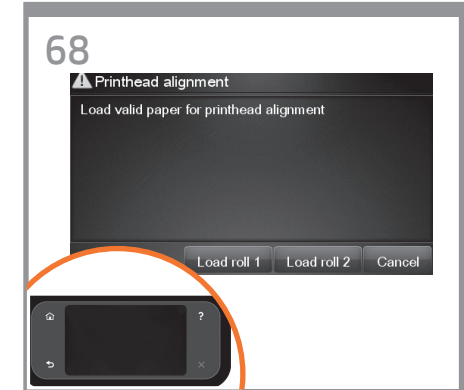 68
Printhead alignment
Load valid paper for printhead alignment
Load roll 1 Load roll 2 Cancel
?